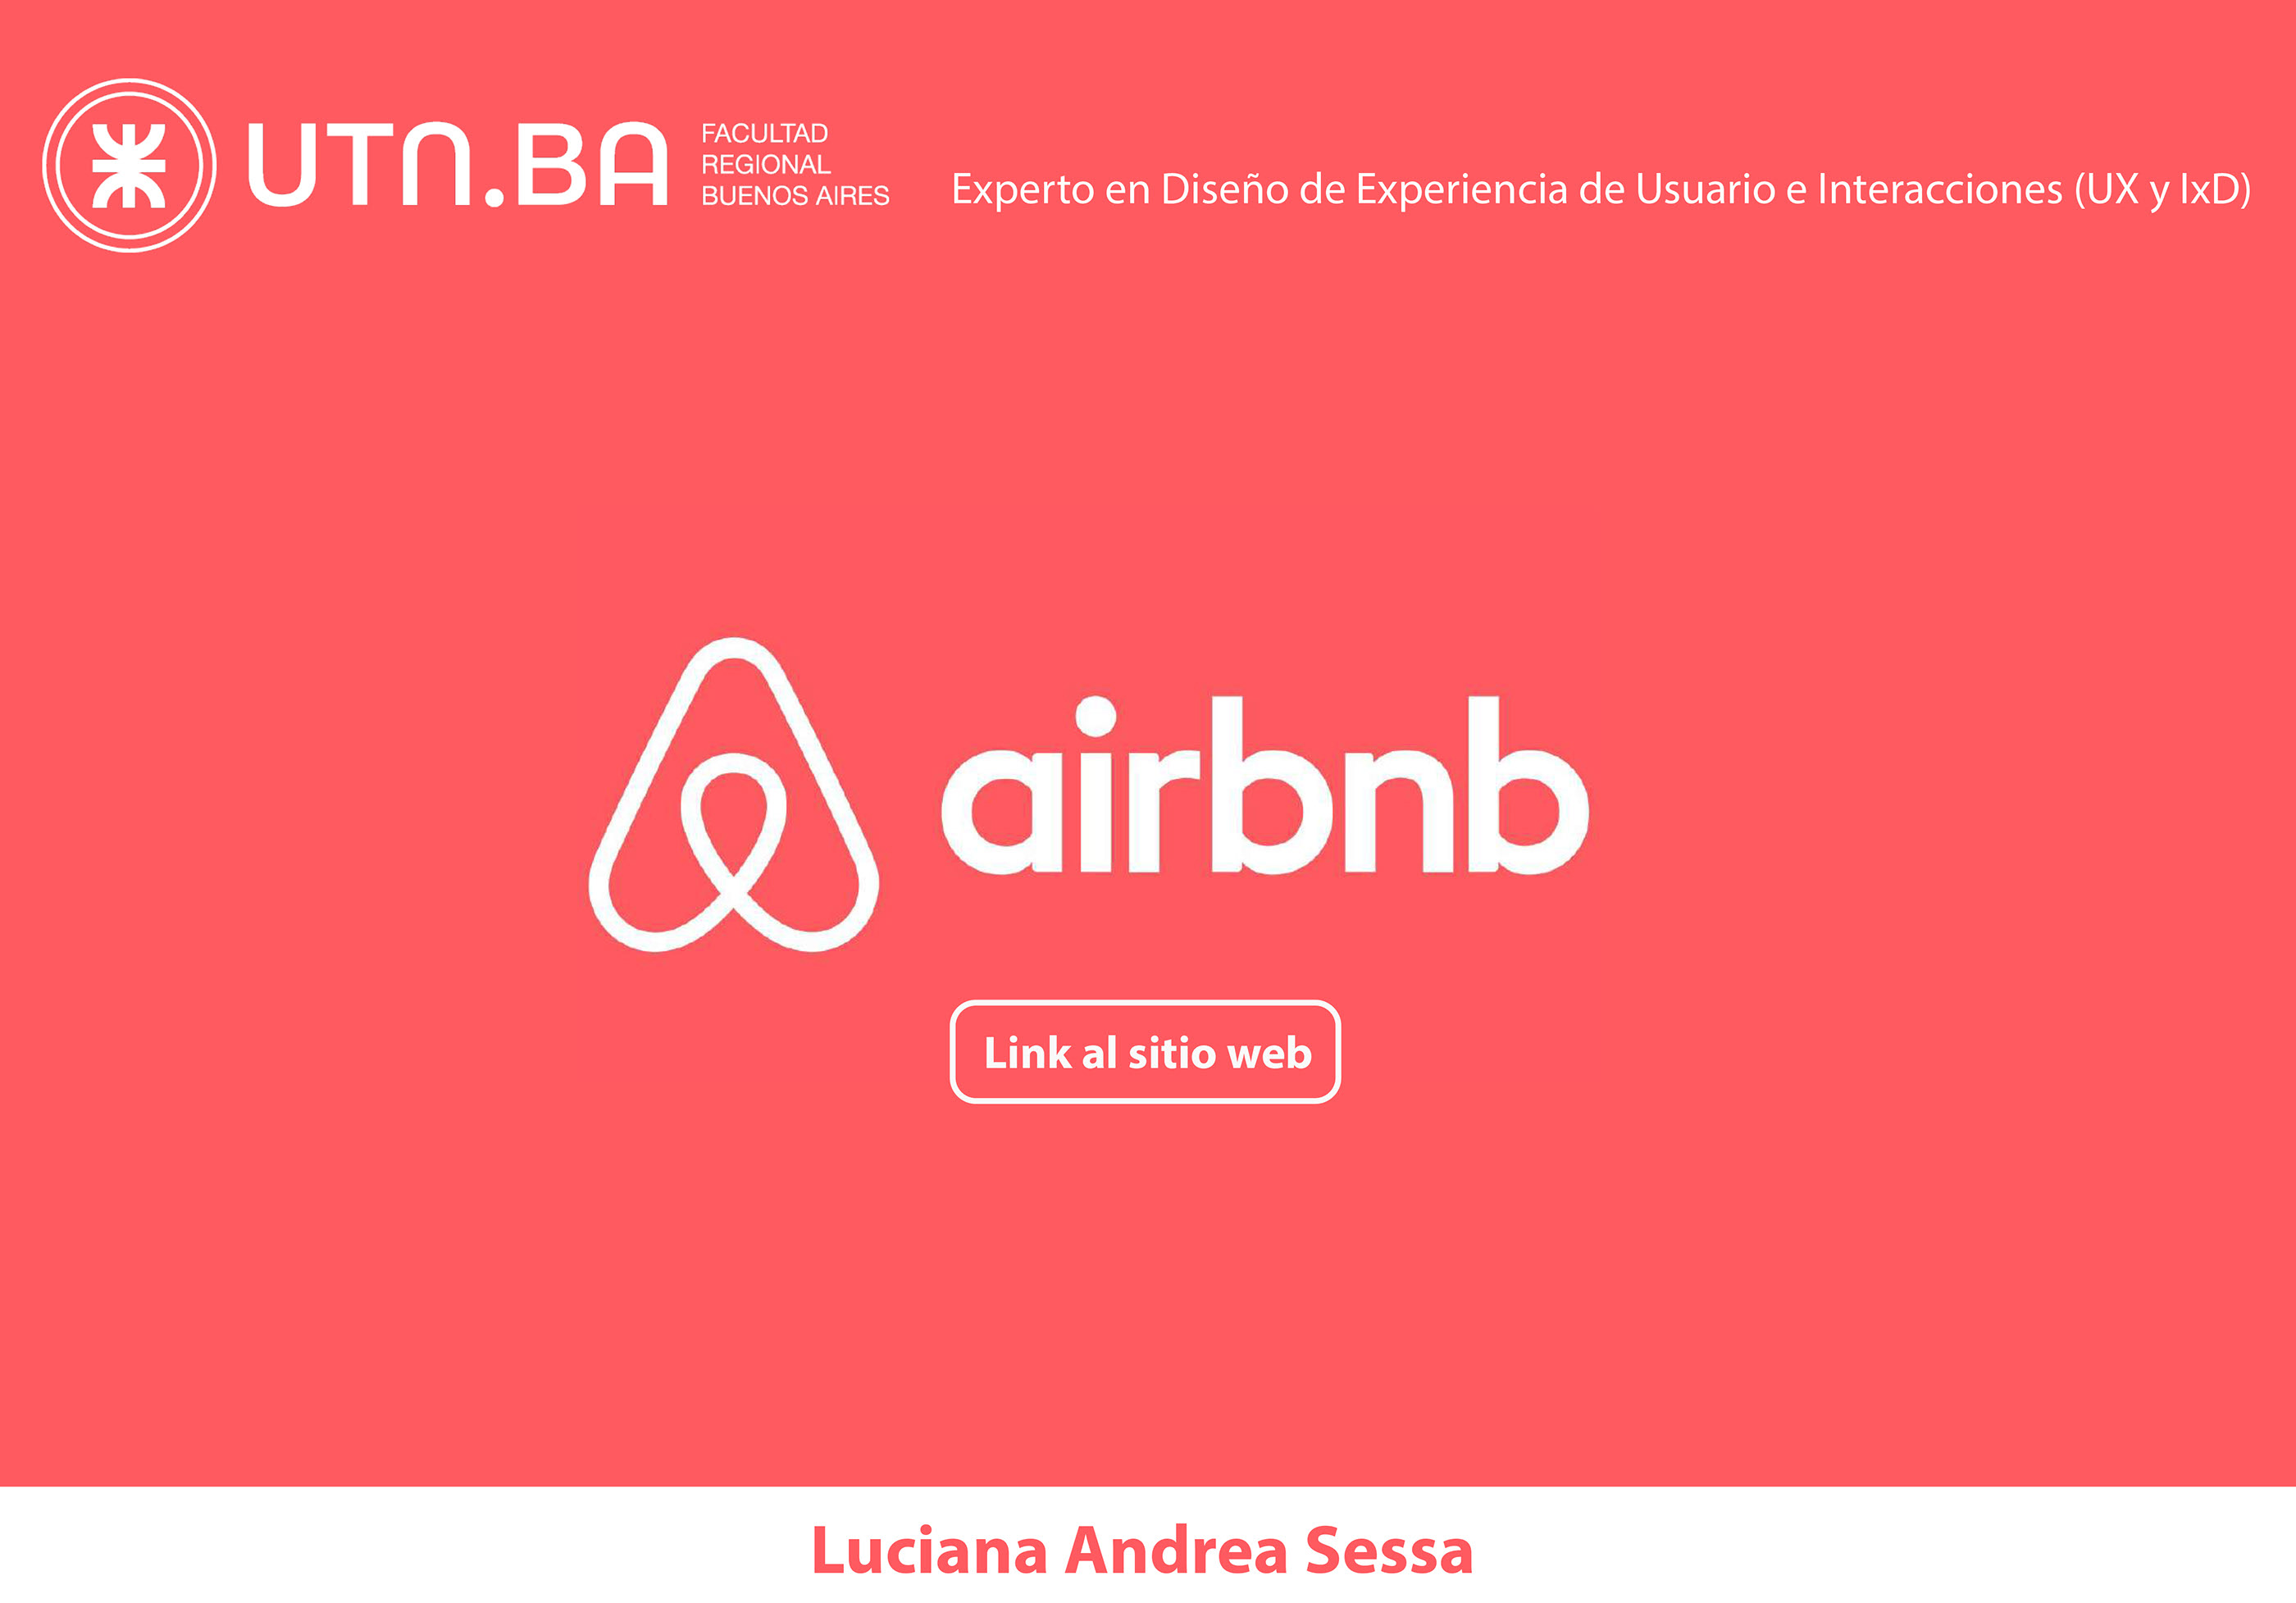 UTN.BA
FACULTAD
REGIONAL
BUENOS AIRES
Experto en Diseño de Experiencia de Usuario e Interacciones (UX y IxD)
airbnb
Link al sitio web
Luciana Andrea Sessa